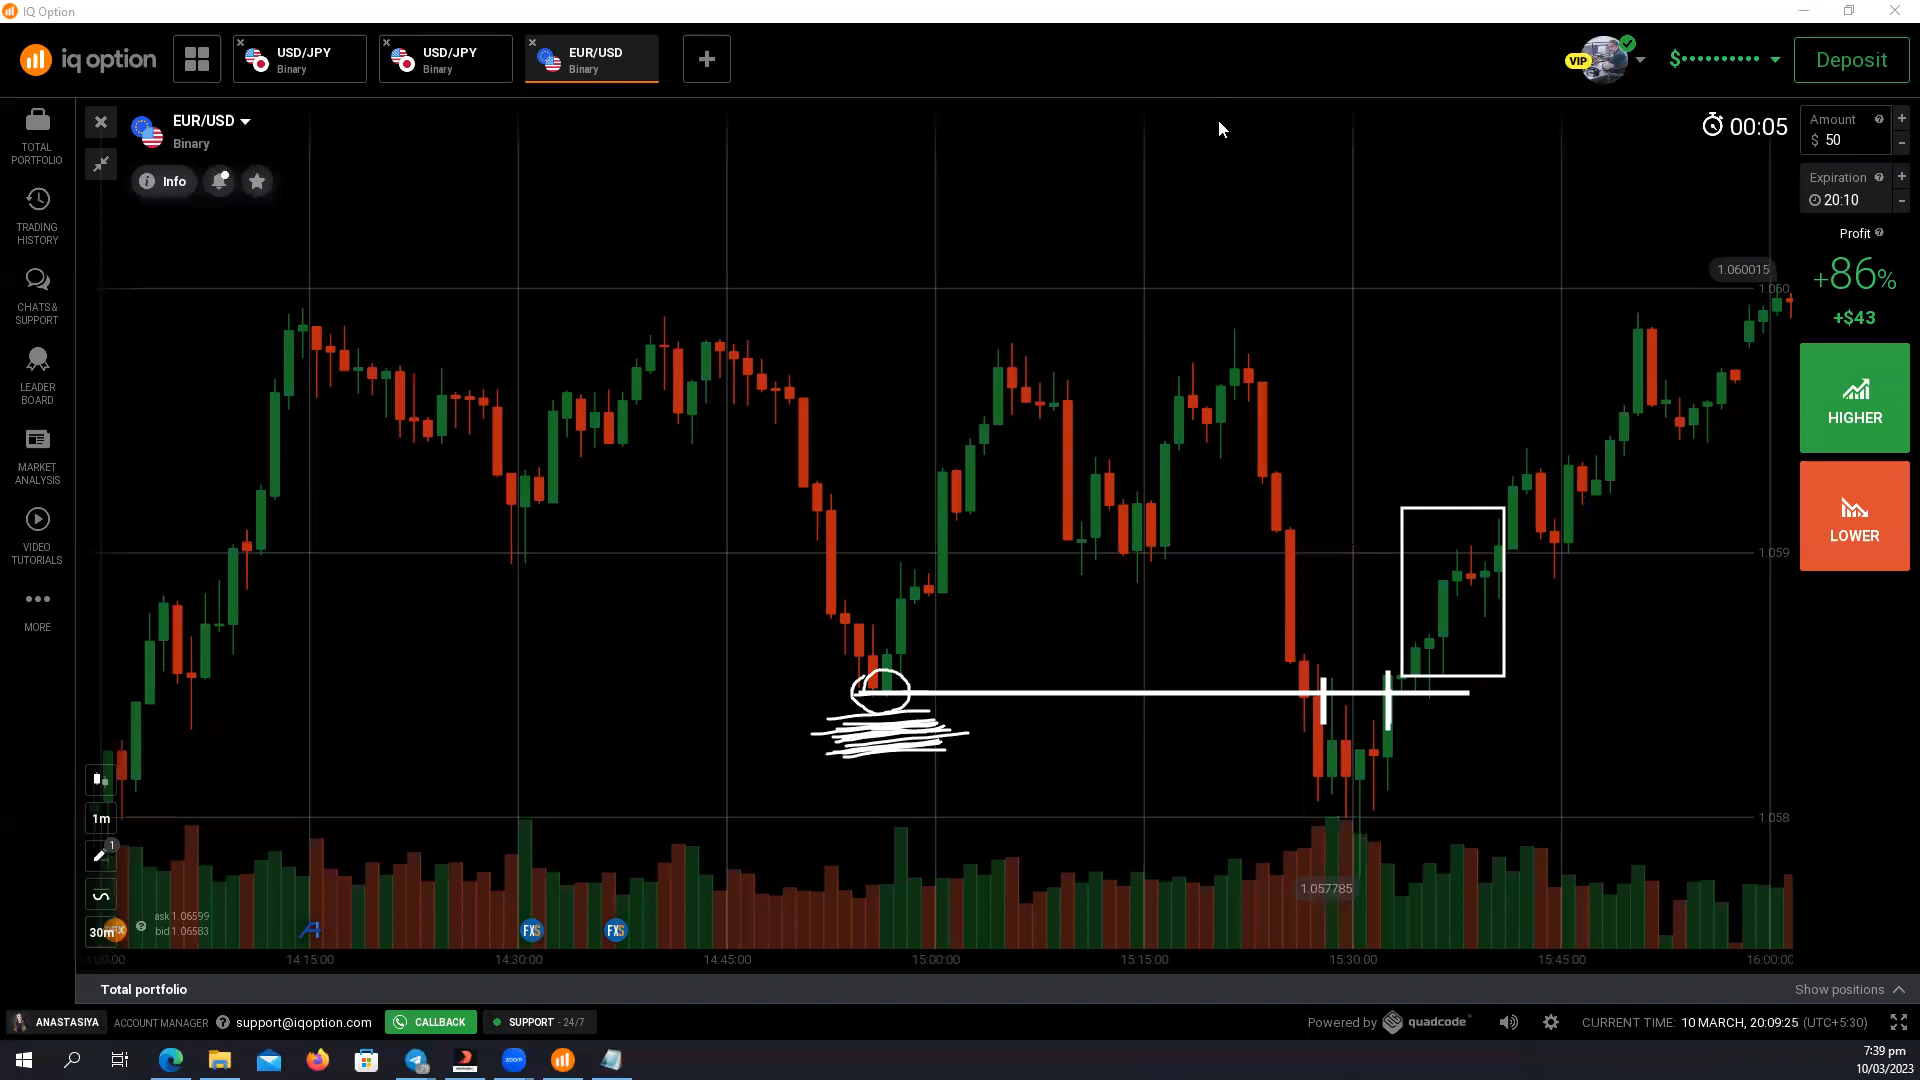 IQ Option
iq option
USD/JPY
Binary
USD/JPY
Binary
EUR/USD
Binary
VIP
$••••••••••
Deposit
TOTAL
PORTFOLIO
TRADING
HISTORY
CHATS &
SUPPORT
LEADER
BOARD
MARKET
ANALYSIS
VIDEO
TUTORIALS
MORE
EUR/USD
Binary
Info
00:05
Amount
$ 50
Expiration
20:10
Profit
+86%
+$43
HIGHER
LOWER
1.060015
1.060
1.059
1.058
1.057785
1m
1
30m
ask 1.06599
bid 1.06583
FXS
FXS
14:15:00
14:30:00
14:45:00
15:00:00
15:15:00
15:30:00
15:45:00
16:00:00
Total portfolio
Show positions
ANASTASIYA
ACCOUNT MANAGER
support@iqoption.com
CALLBACK
SUPPORT - 24/7
Powered by quadcode
CURRENT TIME: 10 MARCH, 20:09:25 (UTC+5:30)
zoom
7:39 pm
10/03/2023